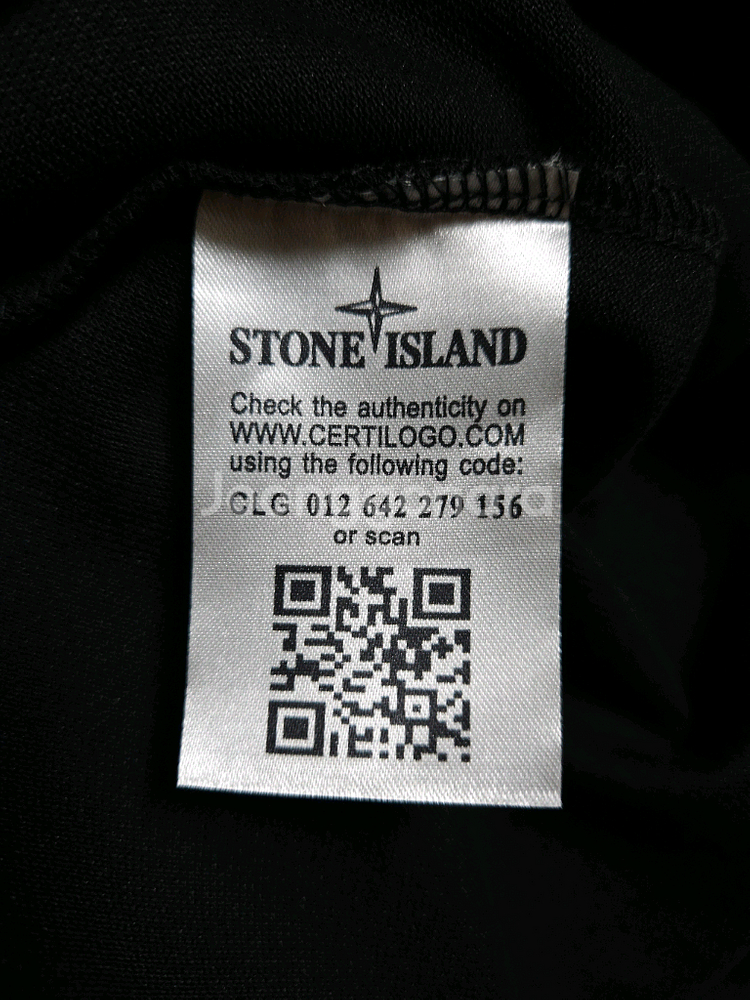 STONE ISLAND
Check the authenticity on
WWW.CERTILOGO.COM
using the following code:
CLG 012 642 279 156
or scan